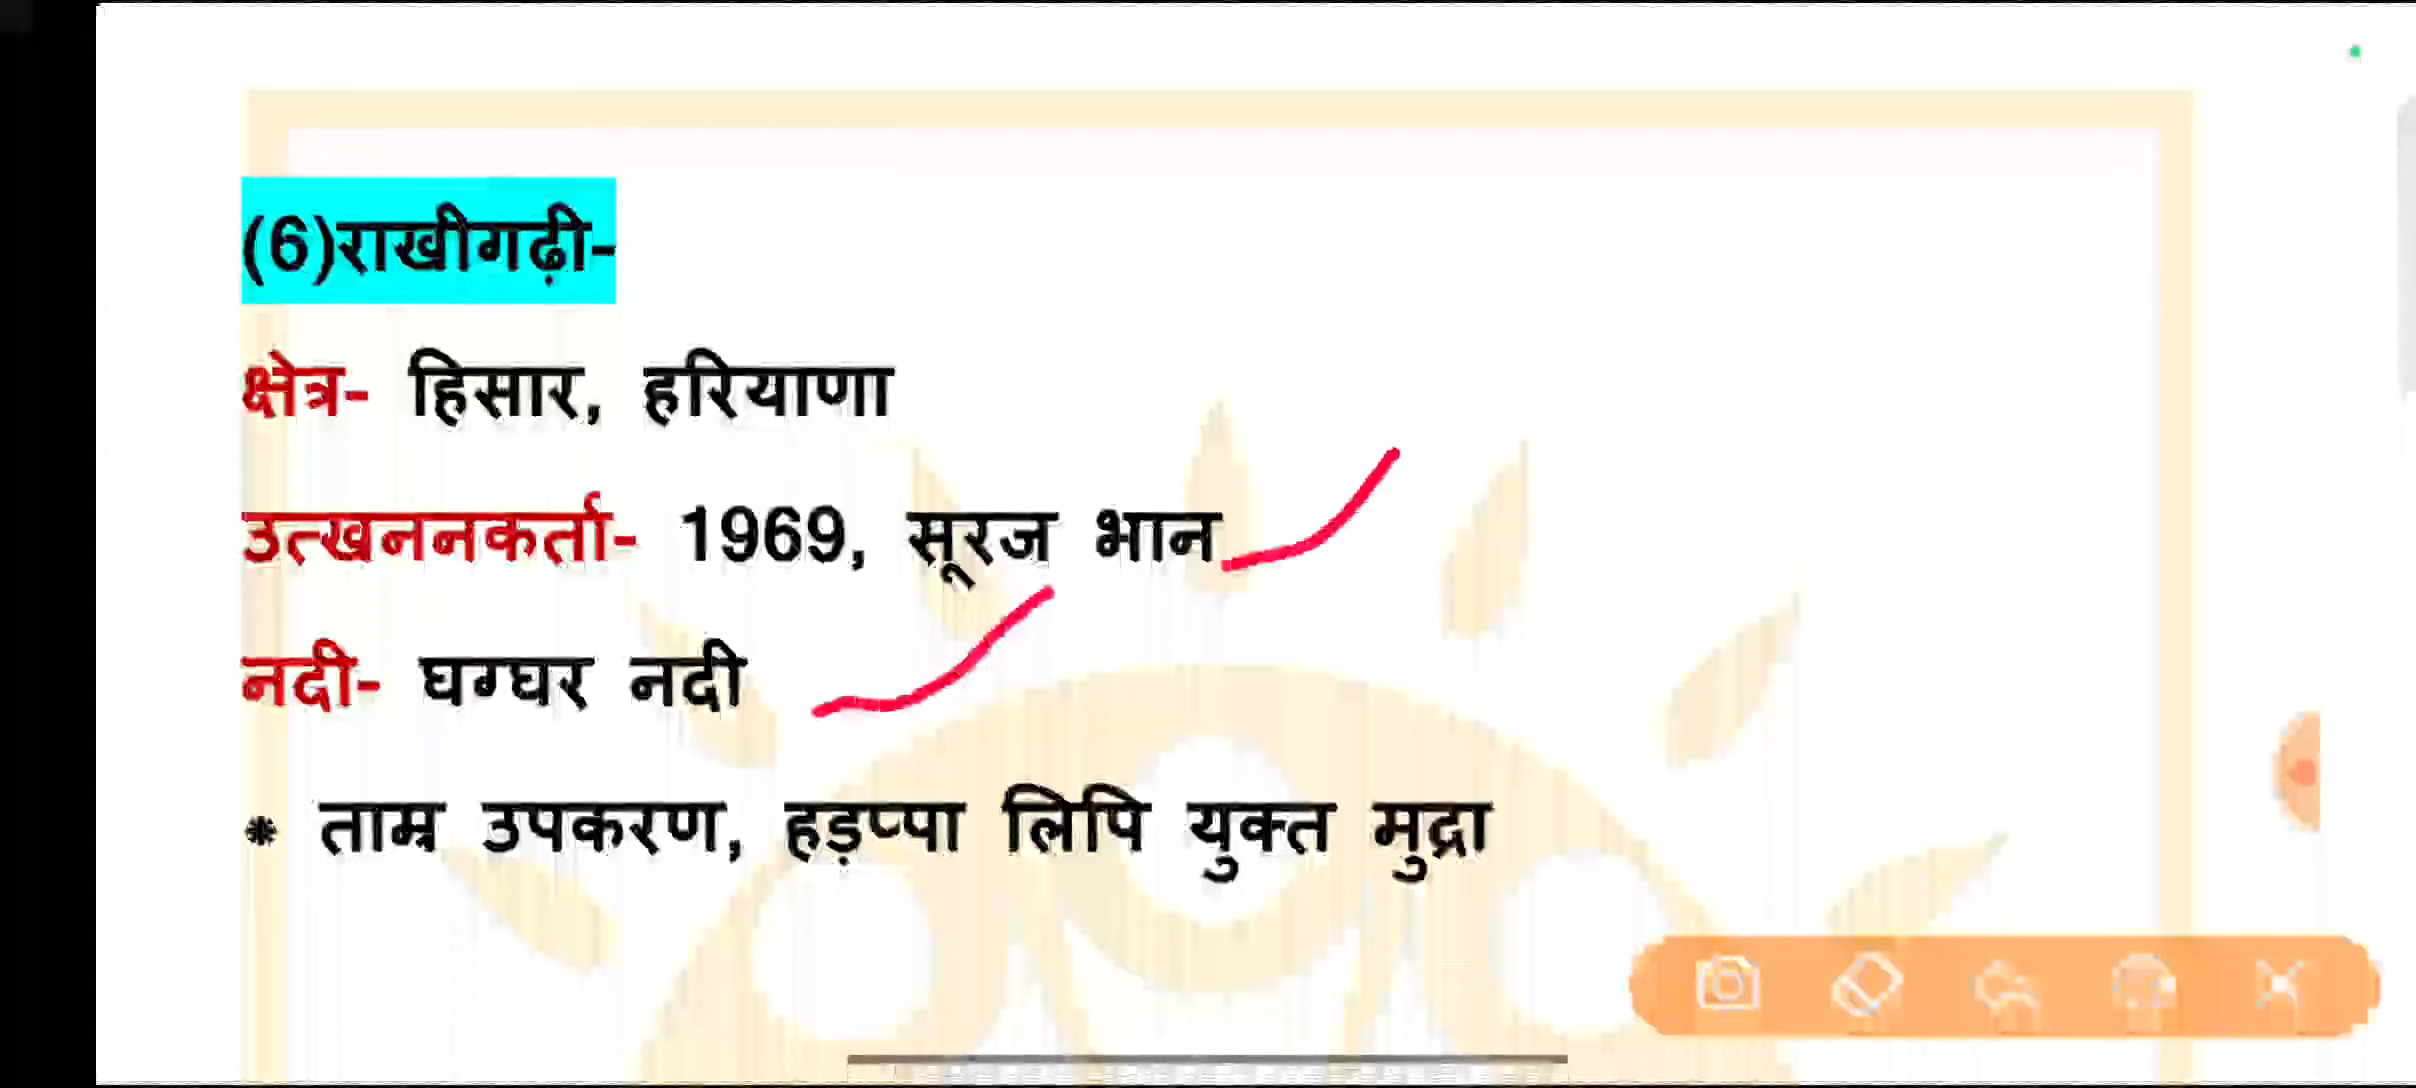 (6)राखीगढ़ी-
क्षेत्र- हिसार, हरियाणा
उत्खननकर्ता- 1969, सूरज भान
नदी- घग्घर नदी
* ताम्र उपकरण, हड़प्पा लिपि युक्त मुद्रा